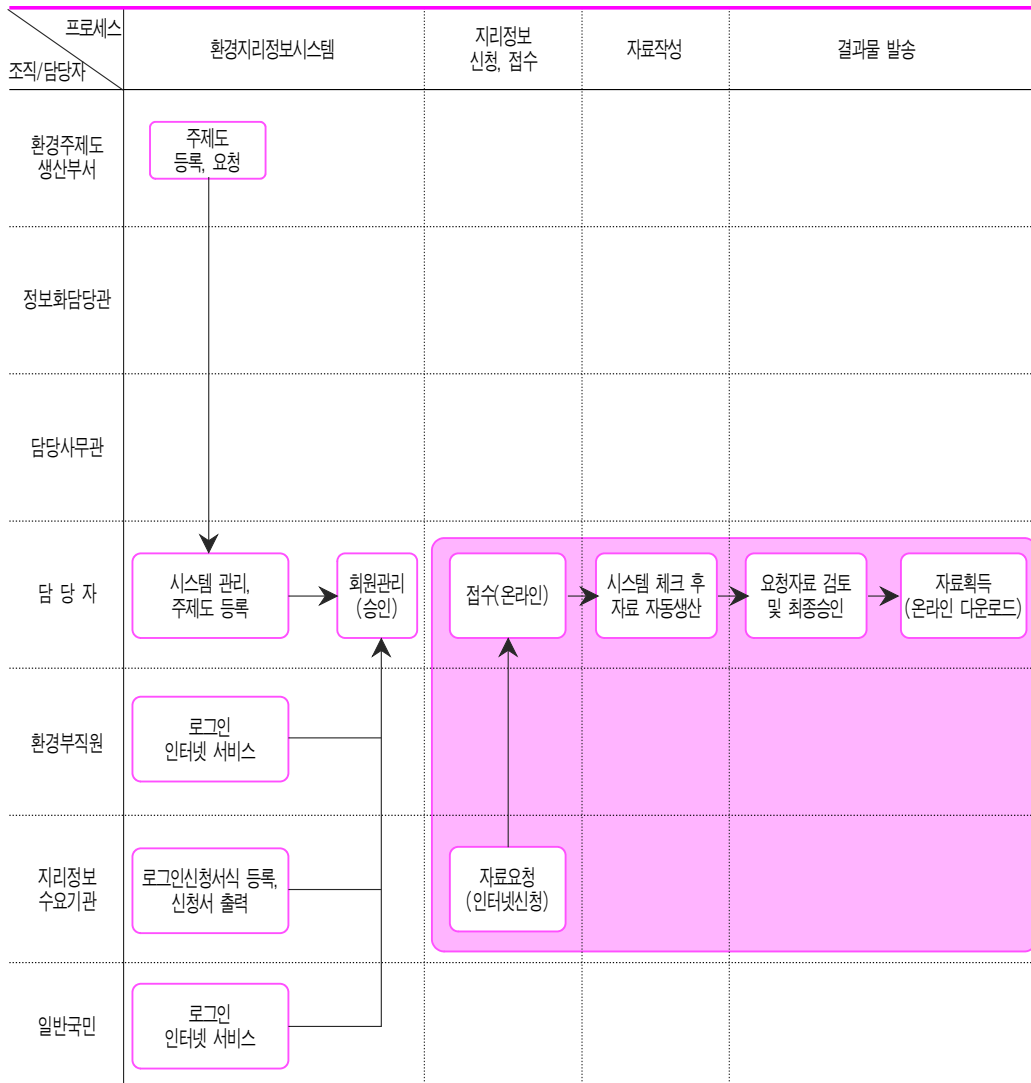 프로세스
조직/담당자
환경지리정보시스템
지리정보
신청, 접수
자료작성
결과물 발송
환경주제도
생산부서
주제도
등록, 요청
정보화담당관
담당사무관
담 당 자
시스템 관리,
주제도 등록
회원관리
(승인)
접수(온라인)
시스템 체크 후
자료 자동생산
요청자료 검토
및 최종승인
자료획득
(온라인 다운로드)
환경부직원
로그인
인터넷 서비스
지리정보
수요기관
로그인신청서식 등록,
신청서 출력
자료요청
(인터넷신청)
일반국민
로그인
인터넷 서비스